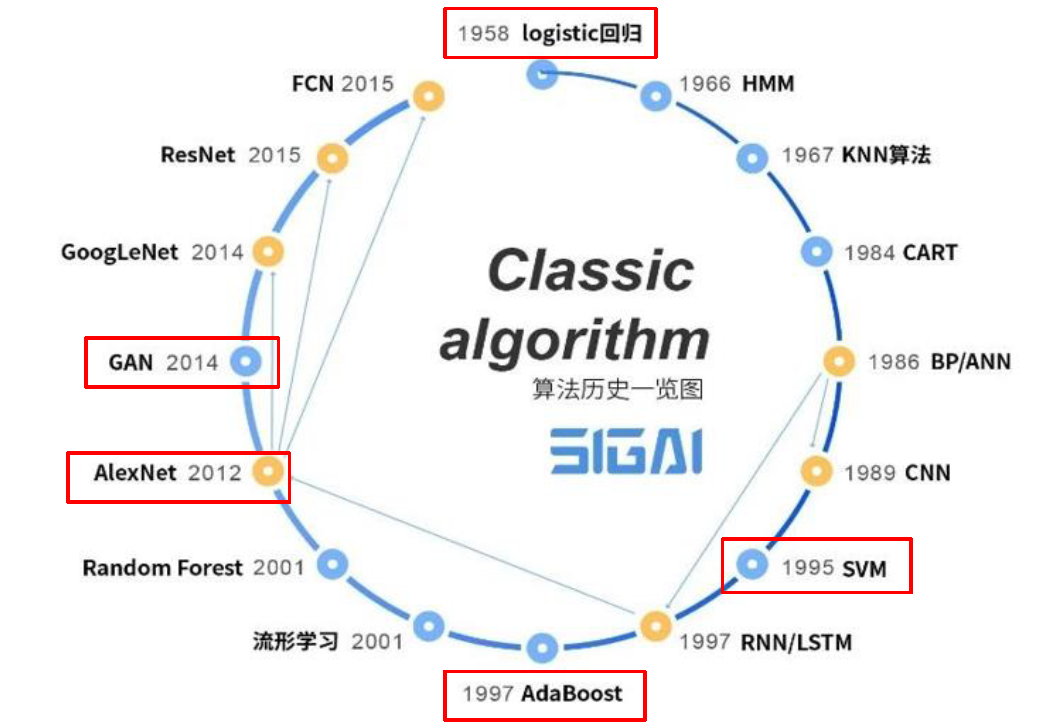 1958 logistic回归
1966 HMM
1967 KNN算法
1984 CART
1986 BP/ANN
1989 CNN
1995 SVM
1997 RNN/LSTM
1997 AdaBoost
流形学习 2001
Random Forest 2001
AlexNet 2012
GAN 2014
GoogLeNet 2014
ResNet 2015
FCN 2015
Classic
algorithm
算法历史一览图
SIGAI